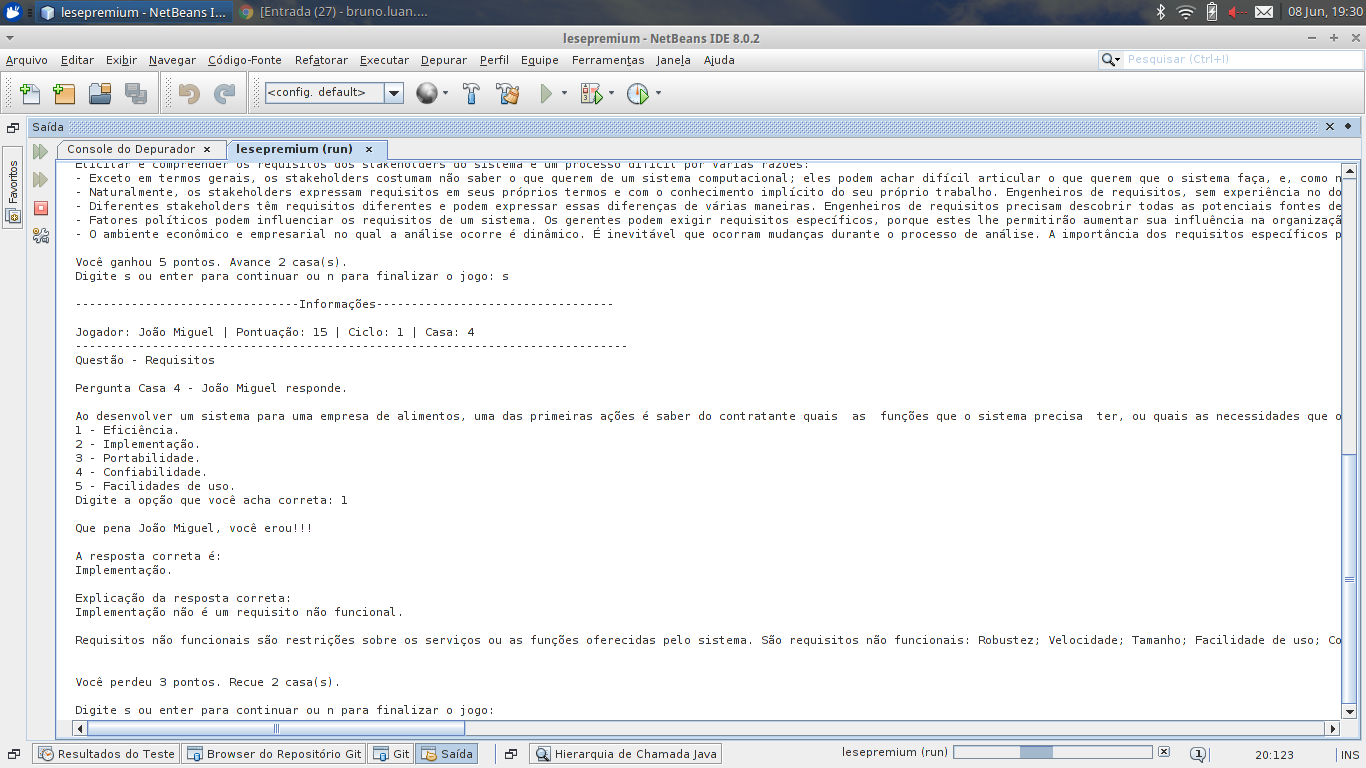 lesepremium - NetBeans I... [Entrada (27) - bruno.luan.... 08 Jun, 19:30
lesepremium - NetBeans IDE 8.0.2
Arquivo Editar Exibir Navegar Código-Fonte Refatorar Executar Depurar Perfil Equipe Ferramentas Janela Ajuda Pesquisar (Ctrl+I)
<config. default>
Saída
Console do Depurador lesepremium (run)
Favorites
Elicitar e compreender os requisitos dos stakeholders do sistema é um processo difícil por várias razões:
- Exceto em termos gerais, os stakeholders costumam não saber o que querem de um sistema computacional; eles podem achar difícil articular o que querem que o sistema faça, e, como n
- Naturalmente, os stakeholders expressam requisitos em seus próprios termos e com o conhecimento implícito do seu próprio trabalho. Engenheiros de requisitos, sem experiência no do
- Diferentes stakeholders têm requisitos diferentes e podem expressar essas diferenças de várias maneiras. Engenheiros de requisitos precisam descobrir todas as potenciais fontes de
- Fatores políticos podem influenciar os requisitos de um sistema. Os gerentes podem exigir requisitos específicos, porque estes lhe permitirão aumentar sua influência na organizaçã
- O ambiente econômico e empresarial no qual a análise ocorre é dinâmico. É inevitável que ocorram mudanças durante o processo de análise. A importância dos requisitos específicos p
Você ganhou 5 pontos. Avance 2 casa(s).
Digite s ou enter para continuar ou n para finalizar o jogo: s
--------------------------------Informações----------------------------------
Jogador: João Miguel | Pontuação: 15 | Ciclo: 1 | Casa: 4
-------------------------------------------------------------------------------
Questão - Requisitos
Pergunta Casa 4 - João Miguel responde.
Ao desenvolver um sistema para uma empresa de alimentos, uma das primeiras ações é saber do contratante quais  as  funções que o sistema precisa  ter, ou quais as necessidades que o
1 - Eficiência.
2 - Implementação.
3 - Portabilidade.
4 - Confiabilidade.
5 - Facilidades de uso.
Digite a opção que você acha correta: 1
Que pena João Miguel, você erou!!!
A resposta correta é:
Implementação.
Explicação da resposta correta:
Implementação não é um requisito não funcional.
Requisitos não funcionais são restrições sobre os serviços ou as funções oferecidas pelo sistema. São requisitos não funcionais: Robustez; Velocidade; Tamanho; Facilidade de uso; Co
Você perdeu 3 pontos. Recue 2 casa(s).
Digite s ou enter para continuar ou n para finalizar o jogo:
Resultados do Teste Browser do Repositório Git Git Saída Hierarquia de Chamada Java lesepremium (run) 1 20:123 INS